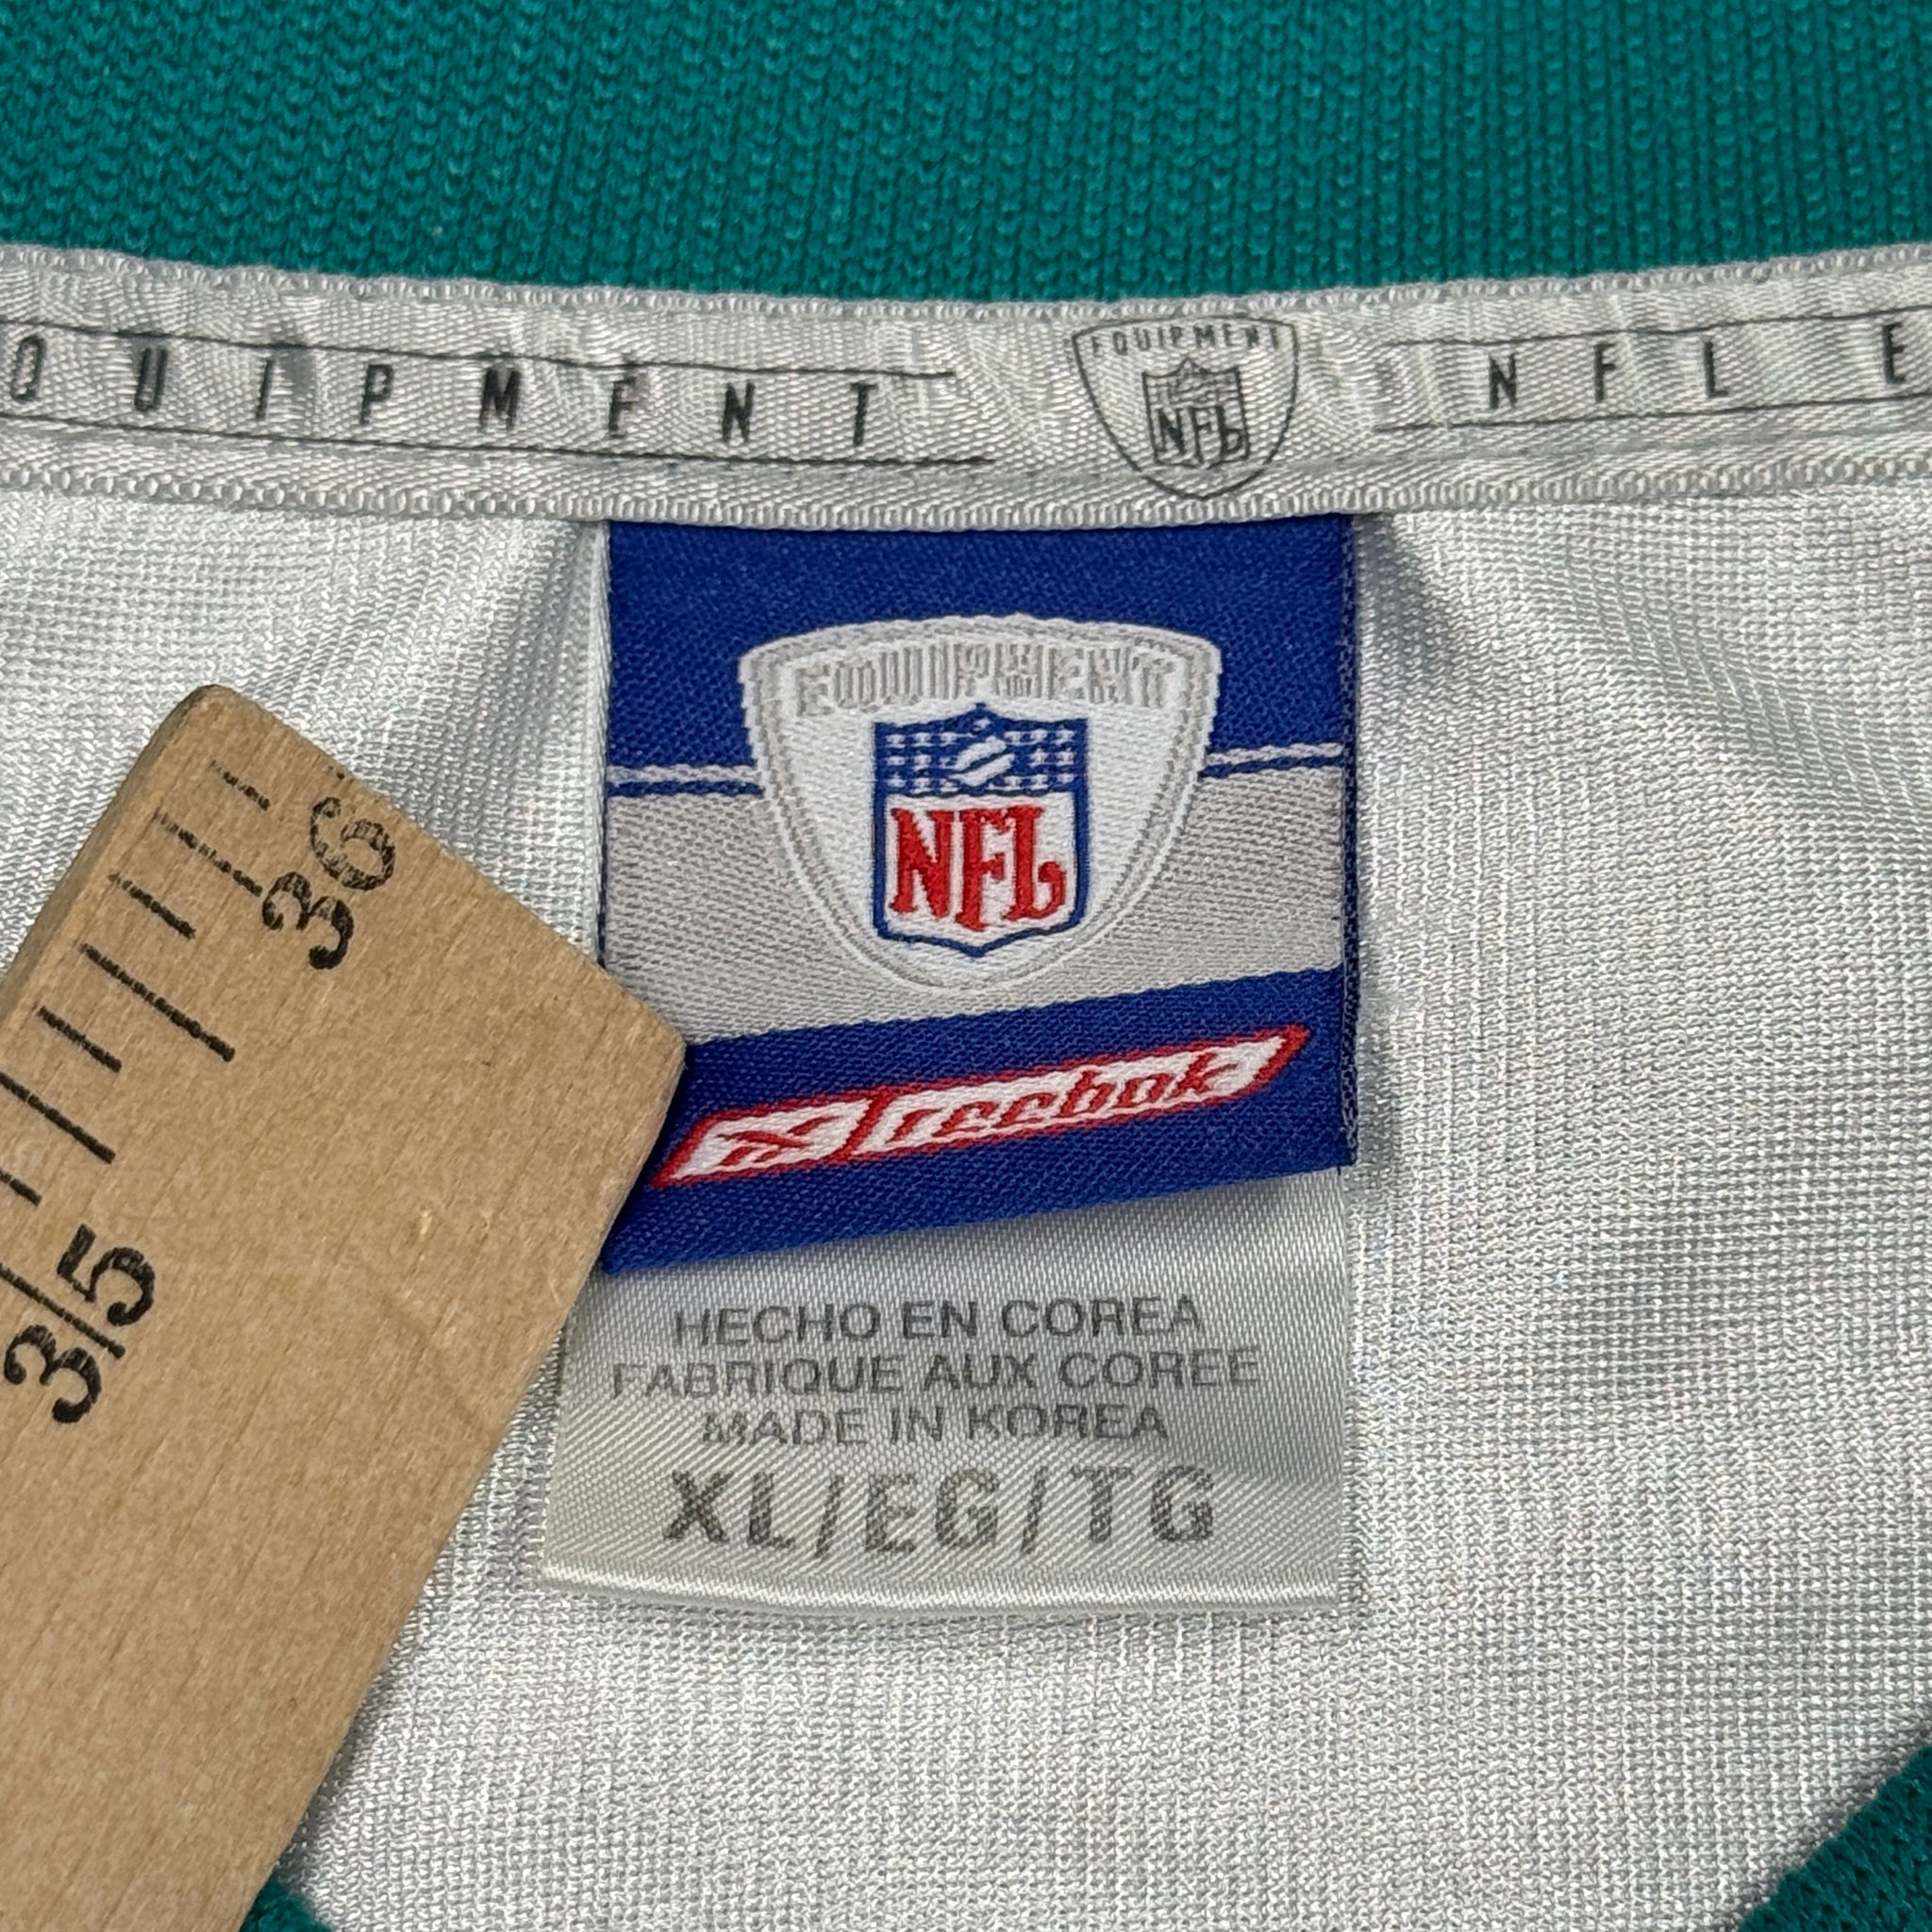 QUIPMENT
EQUIPMENT
NFL
NFL E
EQUIPMENT
NFL
Reebok
HECHO EN COREA
FABRIQUE AUX COREE
MADE IN KOREA
XL/EG/TG
36
35